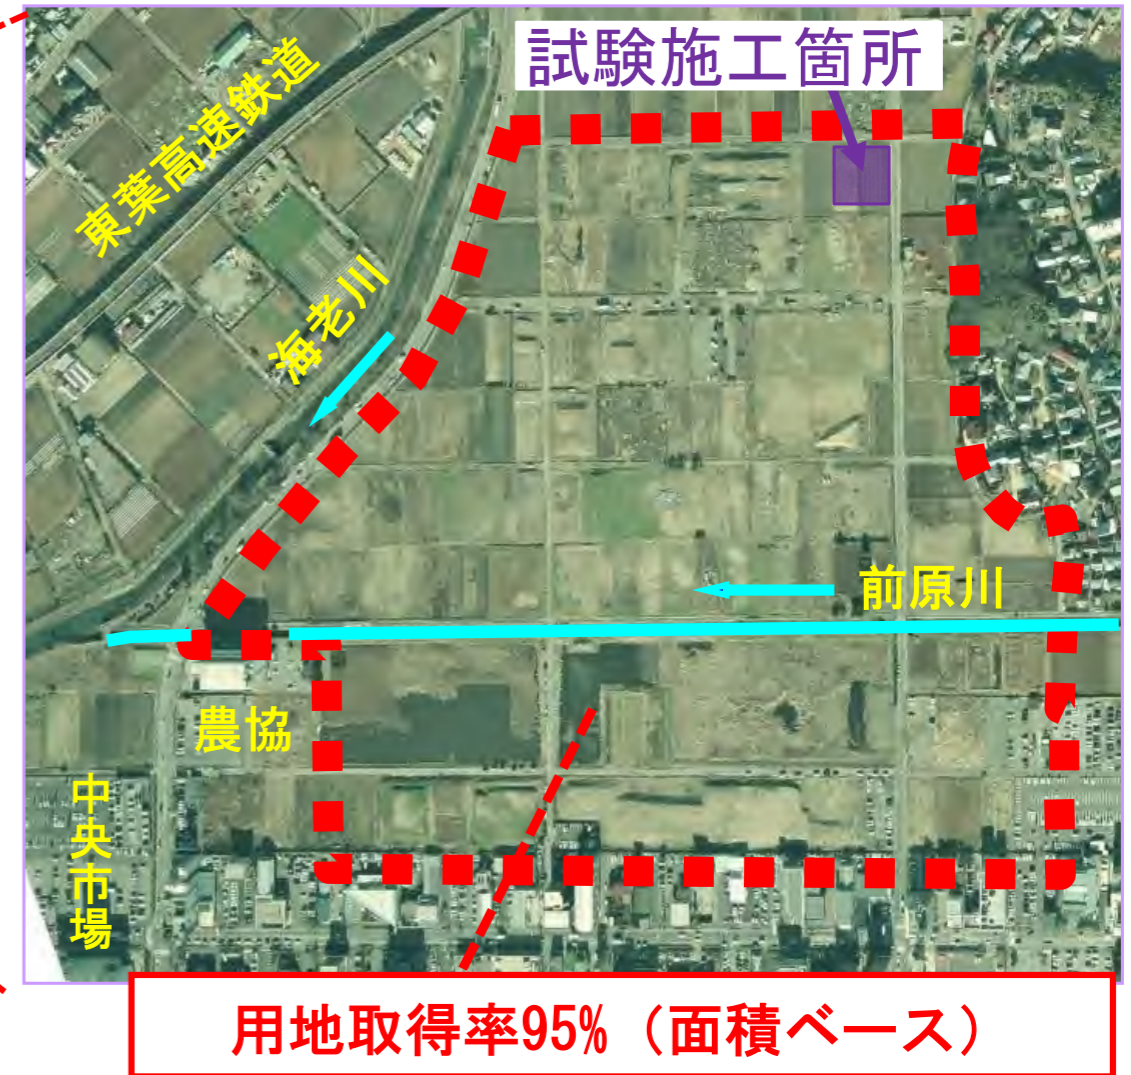 試験施工箇所
東葉高速鉄道
海老川
前原川
農協
中央市場
用地取得率95%（面積ベース）